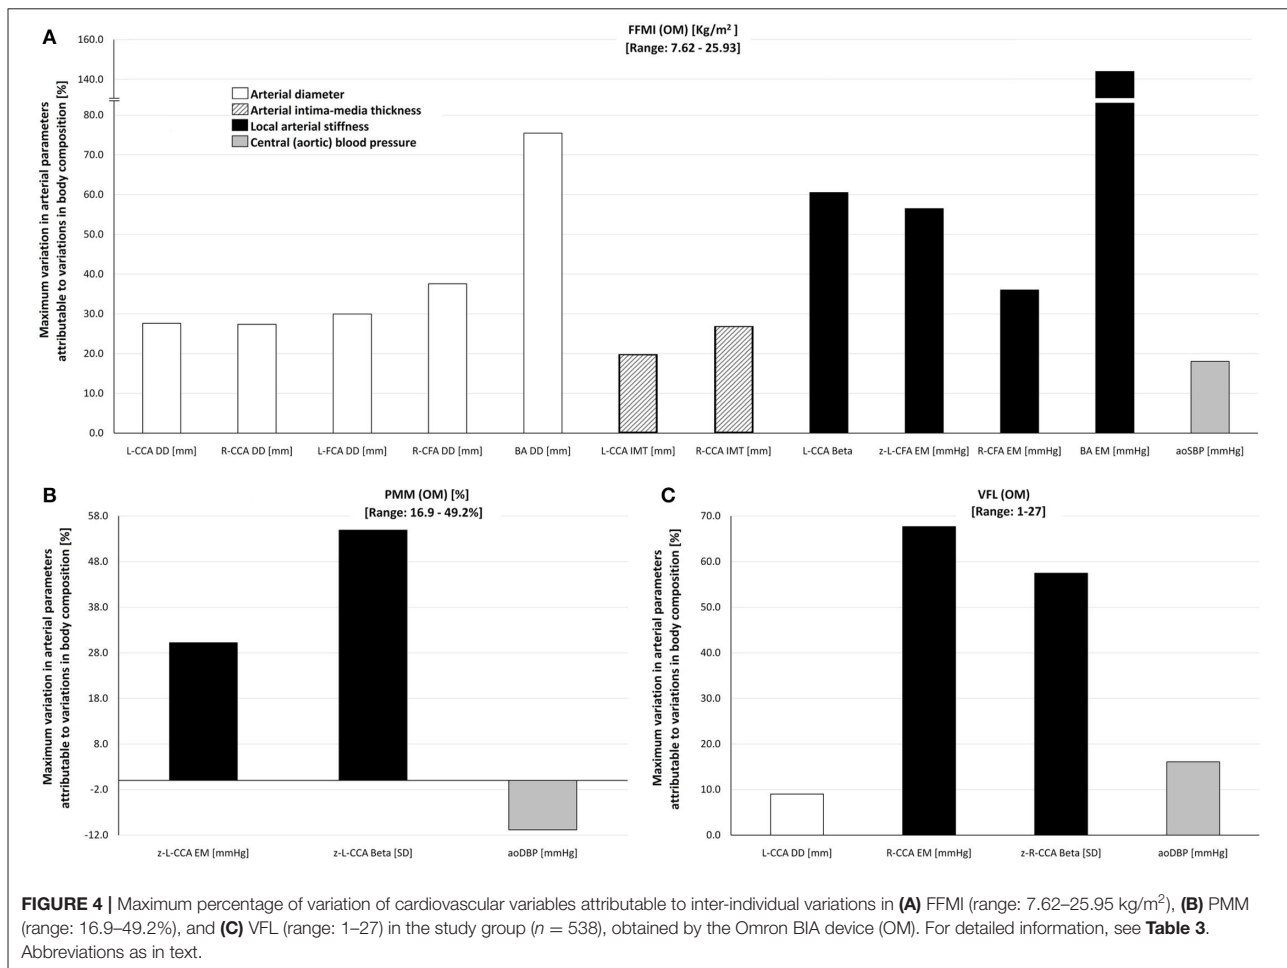 A
FFMI (OM) [Kg/m² ]
[Range: 7.62 - 25.93]
Maximum variation in arterial parameters
attributable to variations in body composition [%]
160.0
140.0
80.0
70.0
60.0
50.0
40.0
30.0
20.0
10.0
0.0
Arterial diameter
Arterial intima-media thickness
Local arterial stiffness
Central (aortic) blood pressure
L-CCA DD [mm] R-CCA DD [mm] L-FCA DD [mm] R-CFA DD [mm] BA DD [mm] L-CCA IMT [mm] R-CCA IMT [mm] L-CCA Beta z-L-CFA EM [mmHg] R-CFA EM [mmHg] BA EM [mmHg] aoSBP [mmHg]
B
PMM (OM) [%]
[Range: 16.9 - 49.2%]
Maximum variation in arterial parameters
attributable to variations in body composition [%]
58.0
48.0
38.0
28.0
18.0
8.0
-2.0
-12.0
z-L-CCA EM [mmHg] z-L-CCA Beta [SD] aoDBP [mmHg]
C
VFL (OM)
[Range: 1-27]
Maximum variation in arterial parameters
attributable to variations in body composition [%]
70.0
60.0
50.0
40.0
30.0
20.0
10.0
0.0
L-CCA DD [mm] R-CCA EM [mmHg] z-R-CCA Beta [SD] aoDBP [mmHg]
FIGURE 4 | Maximum percentage of variation of cardiovascular variables attributable to inter-individual variations in (A) FFMI (range: 7.62–25.95 kg/m²), (B) PMM
(range: 16.9–49.2%), and (C) VFL (range: 1–27) in the study group (n = 538), obtained by the Omron BIA device (OM). For detailed information, see Table 3.
Abbreviations as in text.